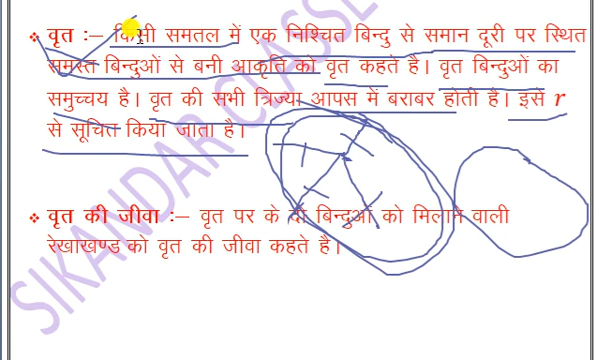 ❖ वृत :— किसी समतल में एक निश्चित बिन्दु से समान दूरी पर स्थित
समस्त बिन्दुओं से बनी आकृति को वृत कहते है। वृत बिन्दुओं का
समुच्चय है। वृत की सभी त्रिज्या आपस में बराबर होती है। इसे r
से सूचित किया जाता है।
❖ वृत की जीवा :— वृत पर के दो बिन्दुओं को मिलाने वाली
रेखाखण्ड को वृत की जीवा कहते है।
SIKANDAR CLASSES